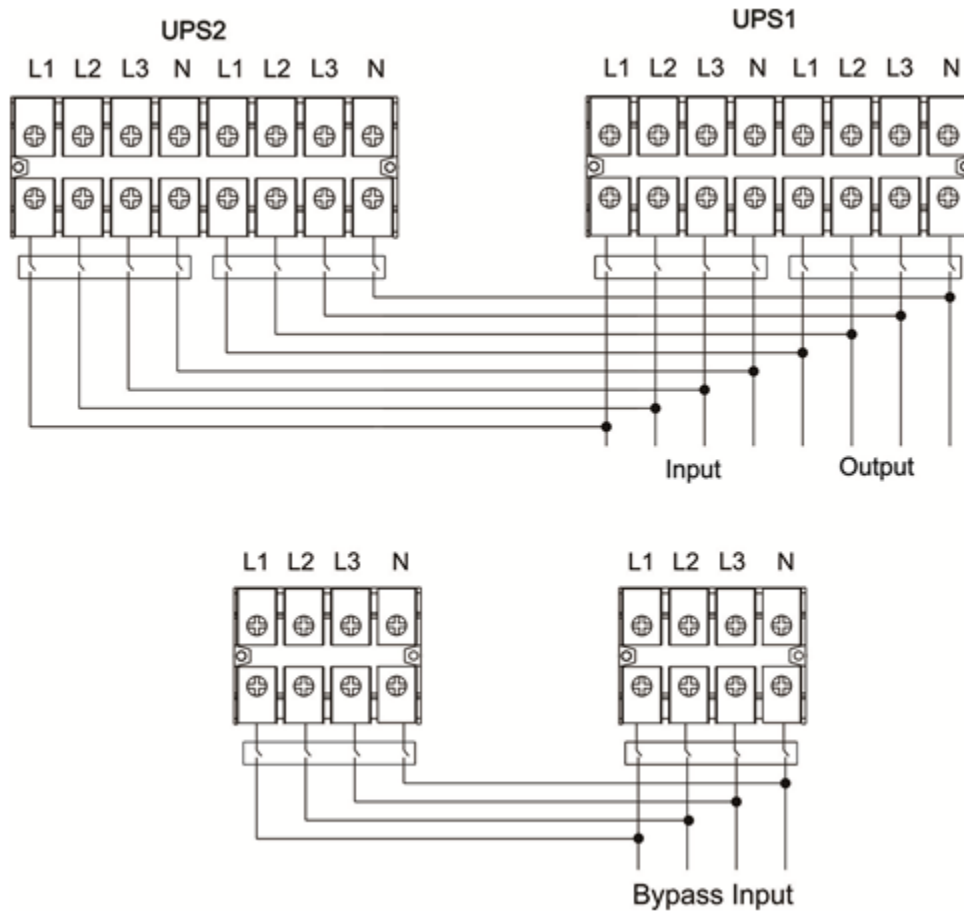 UPS2 UPS1
L1 L2 L3 N L1 L2 L3 N L1 L2 L3 N L1 L2 L3 N
Input Output
L1 L2 L3 N L1 L2 L3 N
Bypass Input